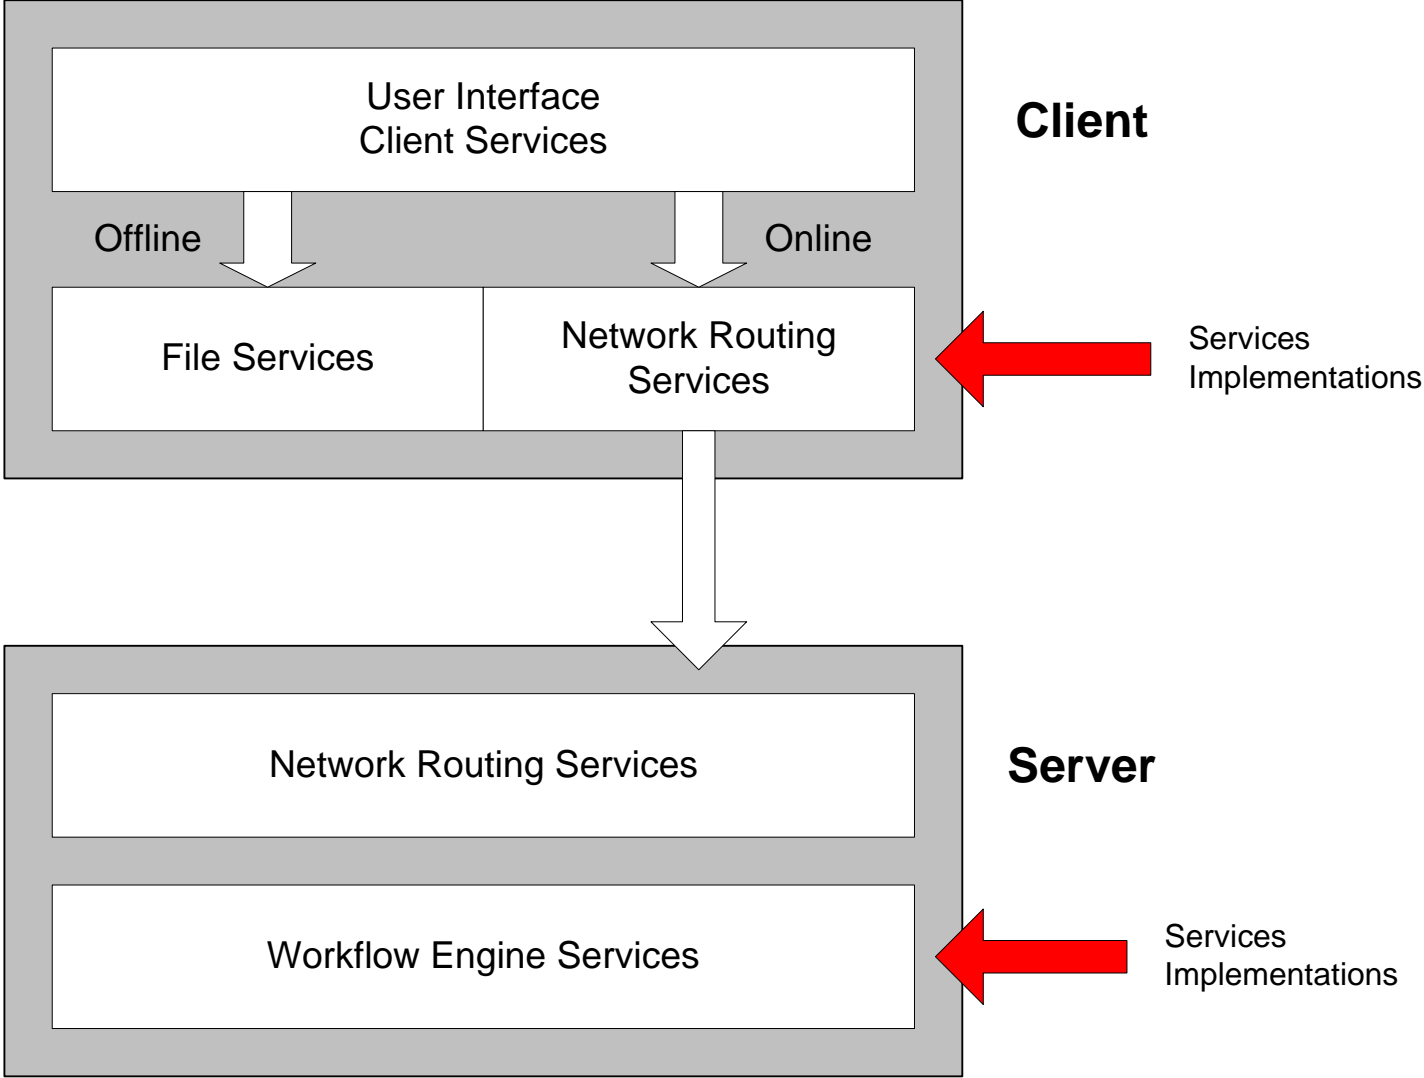 User Interface
Client Services
Client
Offline
Online
File Services
Network Routing
Services
Services
Implementations
Network Routing Services
Server
Workflow Engine Services
Services
Implementations